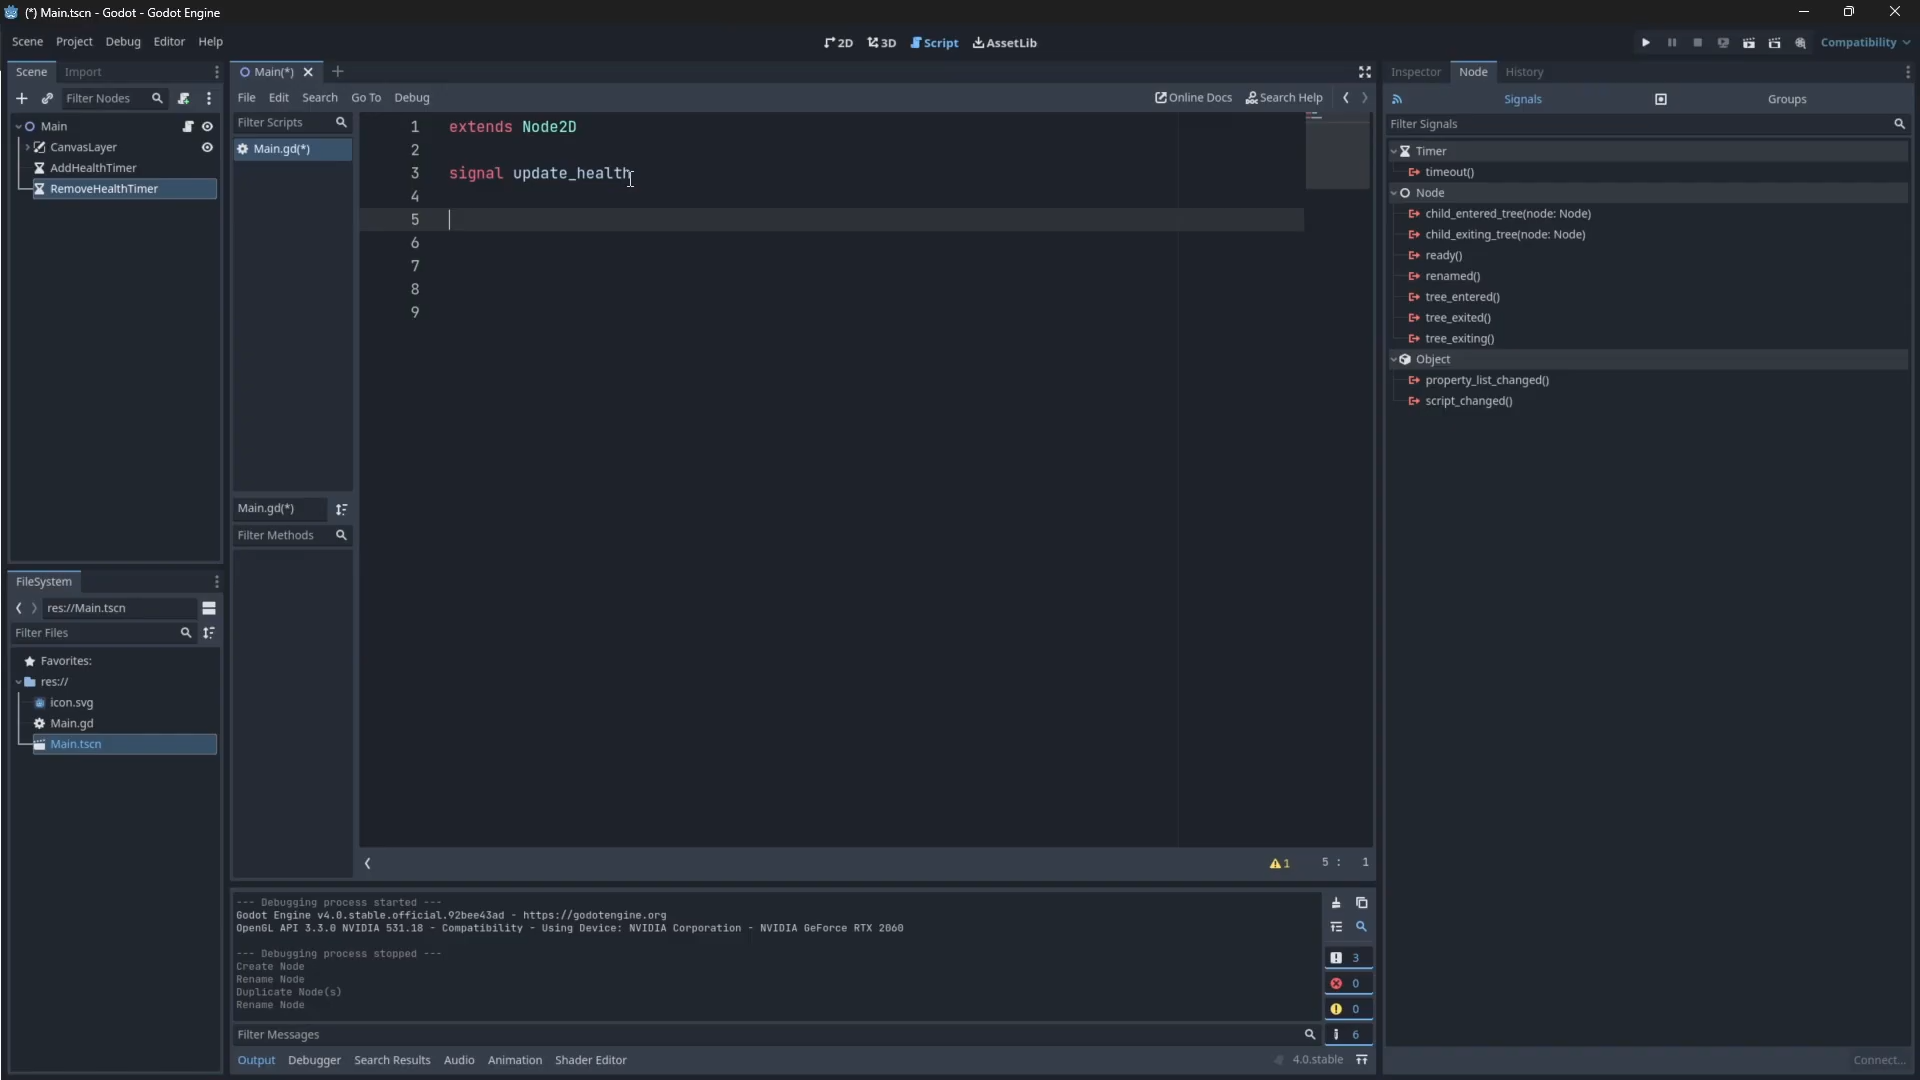 (*) Main.tscn - Godot - Godot Engine
Scene Project Debug Editor Help
2D 3D Script AssetLib
Compatibility
Scene Import
Filter Nodes
Main
CanvasLayer
AddHealthTimer
RemoveHealthTimer
FileSystem
res://Main.tscn
Filter Files
Favorites:
res://
icon.svg
Main.gd
Main.tscn
Main(*)
File Edit Search Go To Debug
Online Docs Search Help
Filter Scripts
Main.gd(*)
Main.gd(*)
Filter Methods
1 extends Node2D
2
3 signal update_health
4
5
6
7
8
9
1 5 : 1
--- Debugging process started ---
Godot Engine v4.0.stable.official.92bee43ad - https://godotengine.org
OpenGL API 3.3.0 NVIDIA 531.18 - Compatibility - Using Device: NVIDIA Corporation - NVIDIA GeForce RTX 2060
--- Debugging process stopped ---
Create Node
Rename Node
Duplicate Node(s)
Rename Node
3
0
0
6
Filter Messages
Output Debugger Search Results Audio Animation Shader Editor
4.0.stable
Inspector Node History
Signals Groups
Filter Signals
Timer
timeout()
Node
child_entered_tree(node: Node)
child_exiting_tree(node: Node)
ready()
renamed()
tree_entered()
tree_exited()
tree_exiting()
Object
property_list_changed()
script_changed()
Connect...